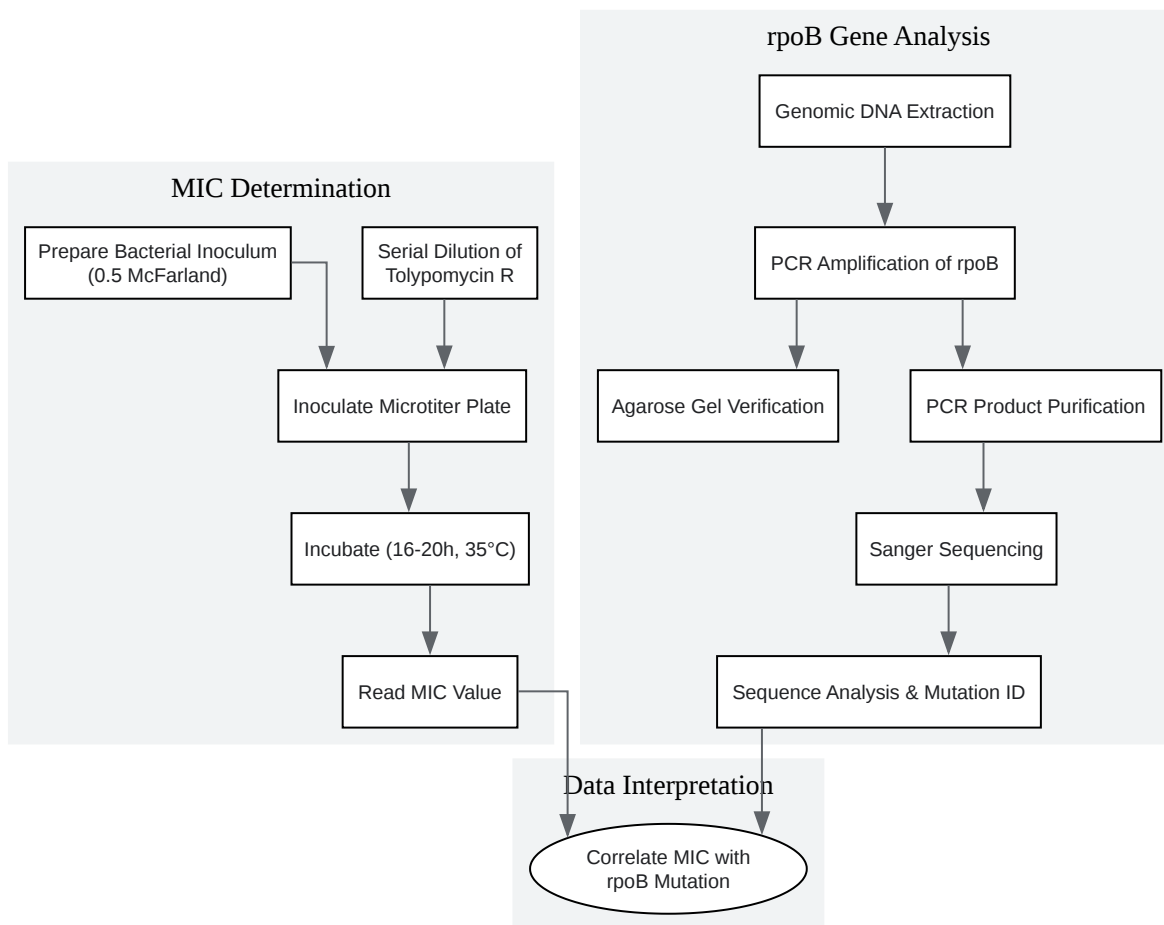 rpoB Gene Analysis
Genomic DNA Extraction
MIC Determination
Prepare Bacterial Inoculum
(0.5 McFarland)
Serial Dilution of
Tolypomycin R
PCR Amplification of rpoB
Inoculate Microtiter Plate
Agarose Gel Verification
PCR Product Purification
Incubate (16-20h, 35°C)
Sanger Sequencing
Read MIC Value
Sequence Analysis & Mutation ID
Data Interpretation
Correlate MIC with
rpoB Mutation